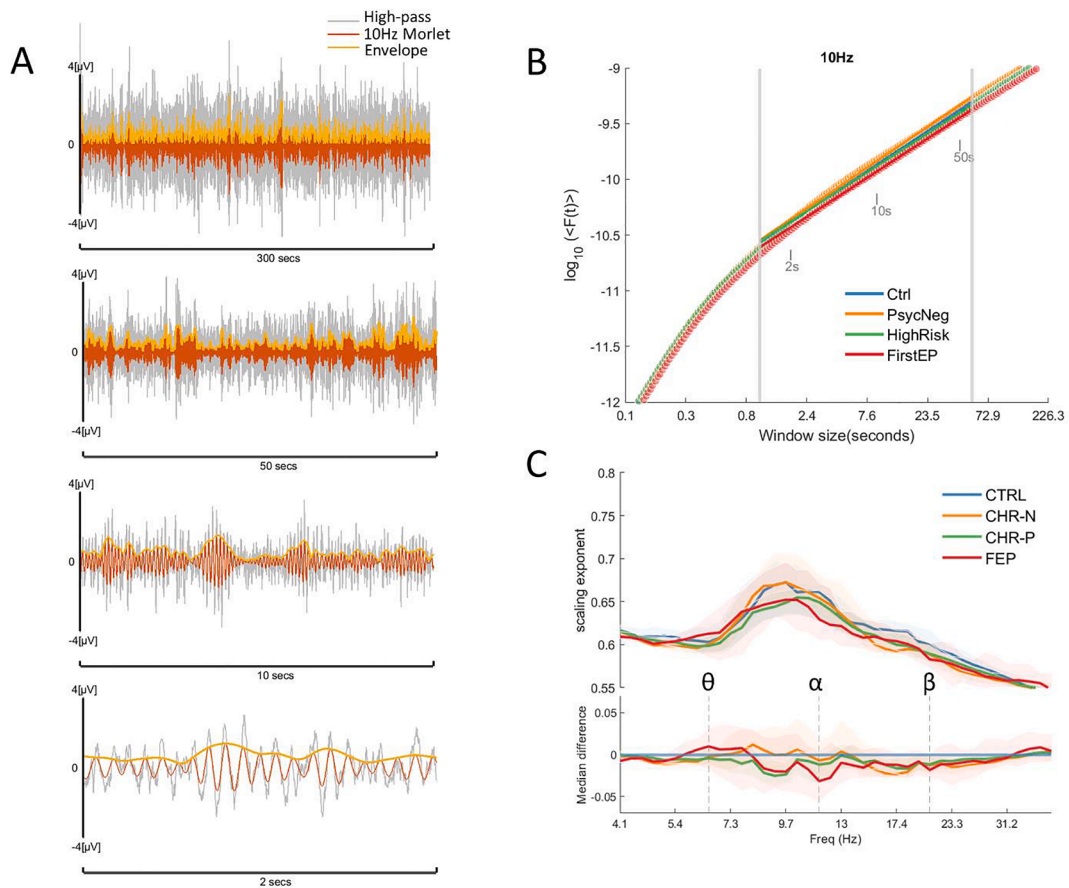 A
High-pass
10Hz Morlet
Envelope
4[µV]
0
-4[µV]
300 secs
4[µV]
0
-4[µV]
50 secs
4[µV]
0
-4[µV]
10 secs
4[µV]
0
-4[µV]
2 secs
B
10Hz
log10 (<F(t)>)
-9
-9.5
-10
-10.5
-11
-11.5
-12
50s
10s
2s
Ctrl
PsycNeg
HighRisk
FirstEP
0.1 0.3 0.8 2.4 7.6 23.5 72.9 226.3
Window size(seconds)
C
scaling exponent
0.8
0.75
0.7
0.65
0.6
0.55
CTRL
CHR-N
CHR-P
FEP
θ α β
Median difference
0.05
0
-0.05
4.1 5.4 7.3 9.7 13 17.4 23.3 31.2
Freq (Hz)